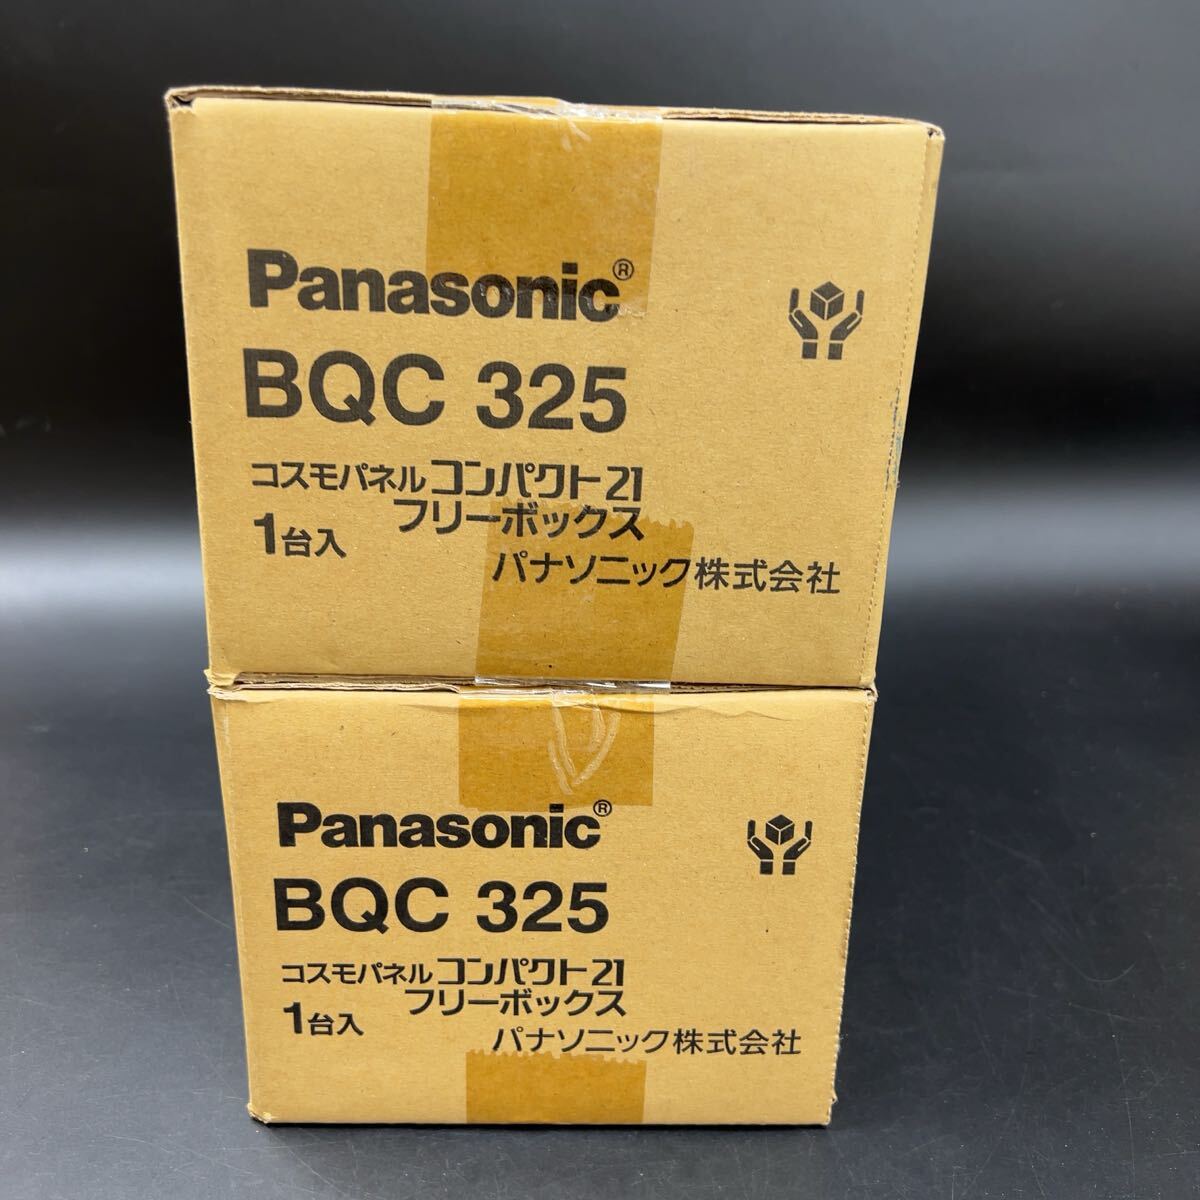 Panasonic®
BQC 325
コスモパネルコンパクト21
フリーボックス
1台入
パナソニック株式会社
Panasonic®
BQC 325
コスモパネルコンパクト21
フリーボックス
1台入
パナソニック株式会社